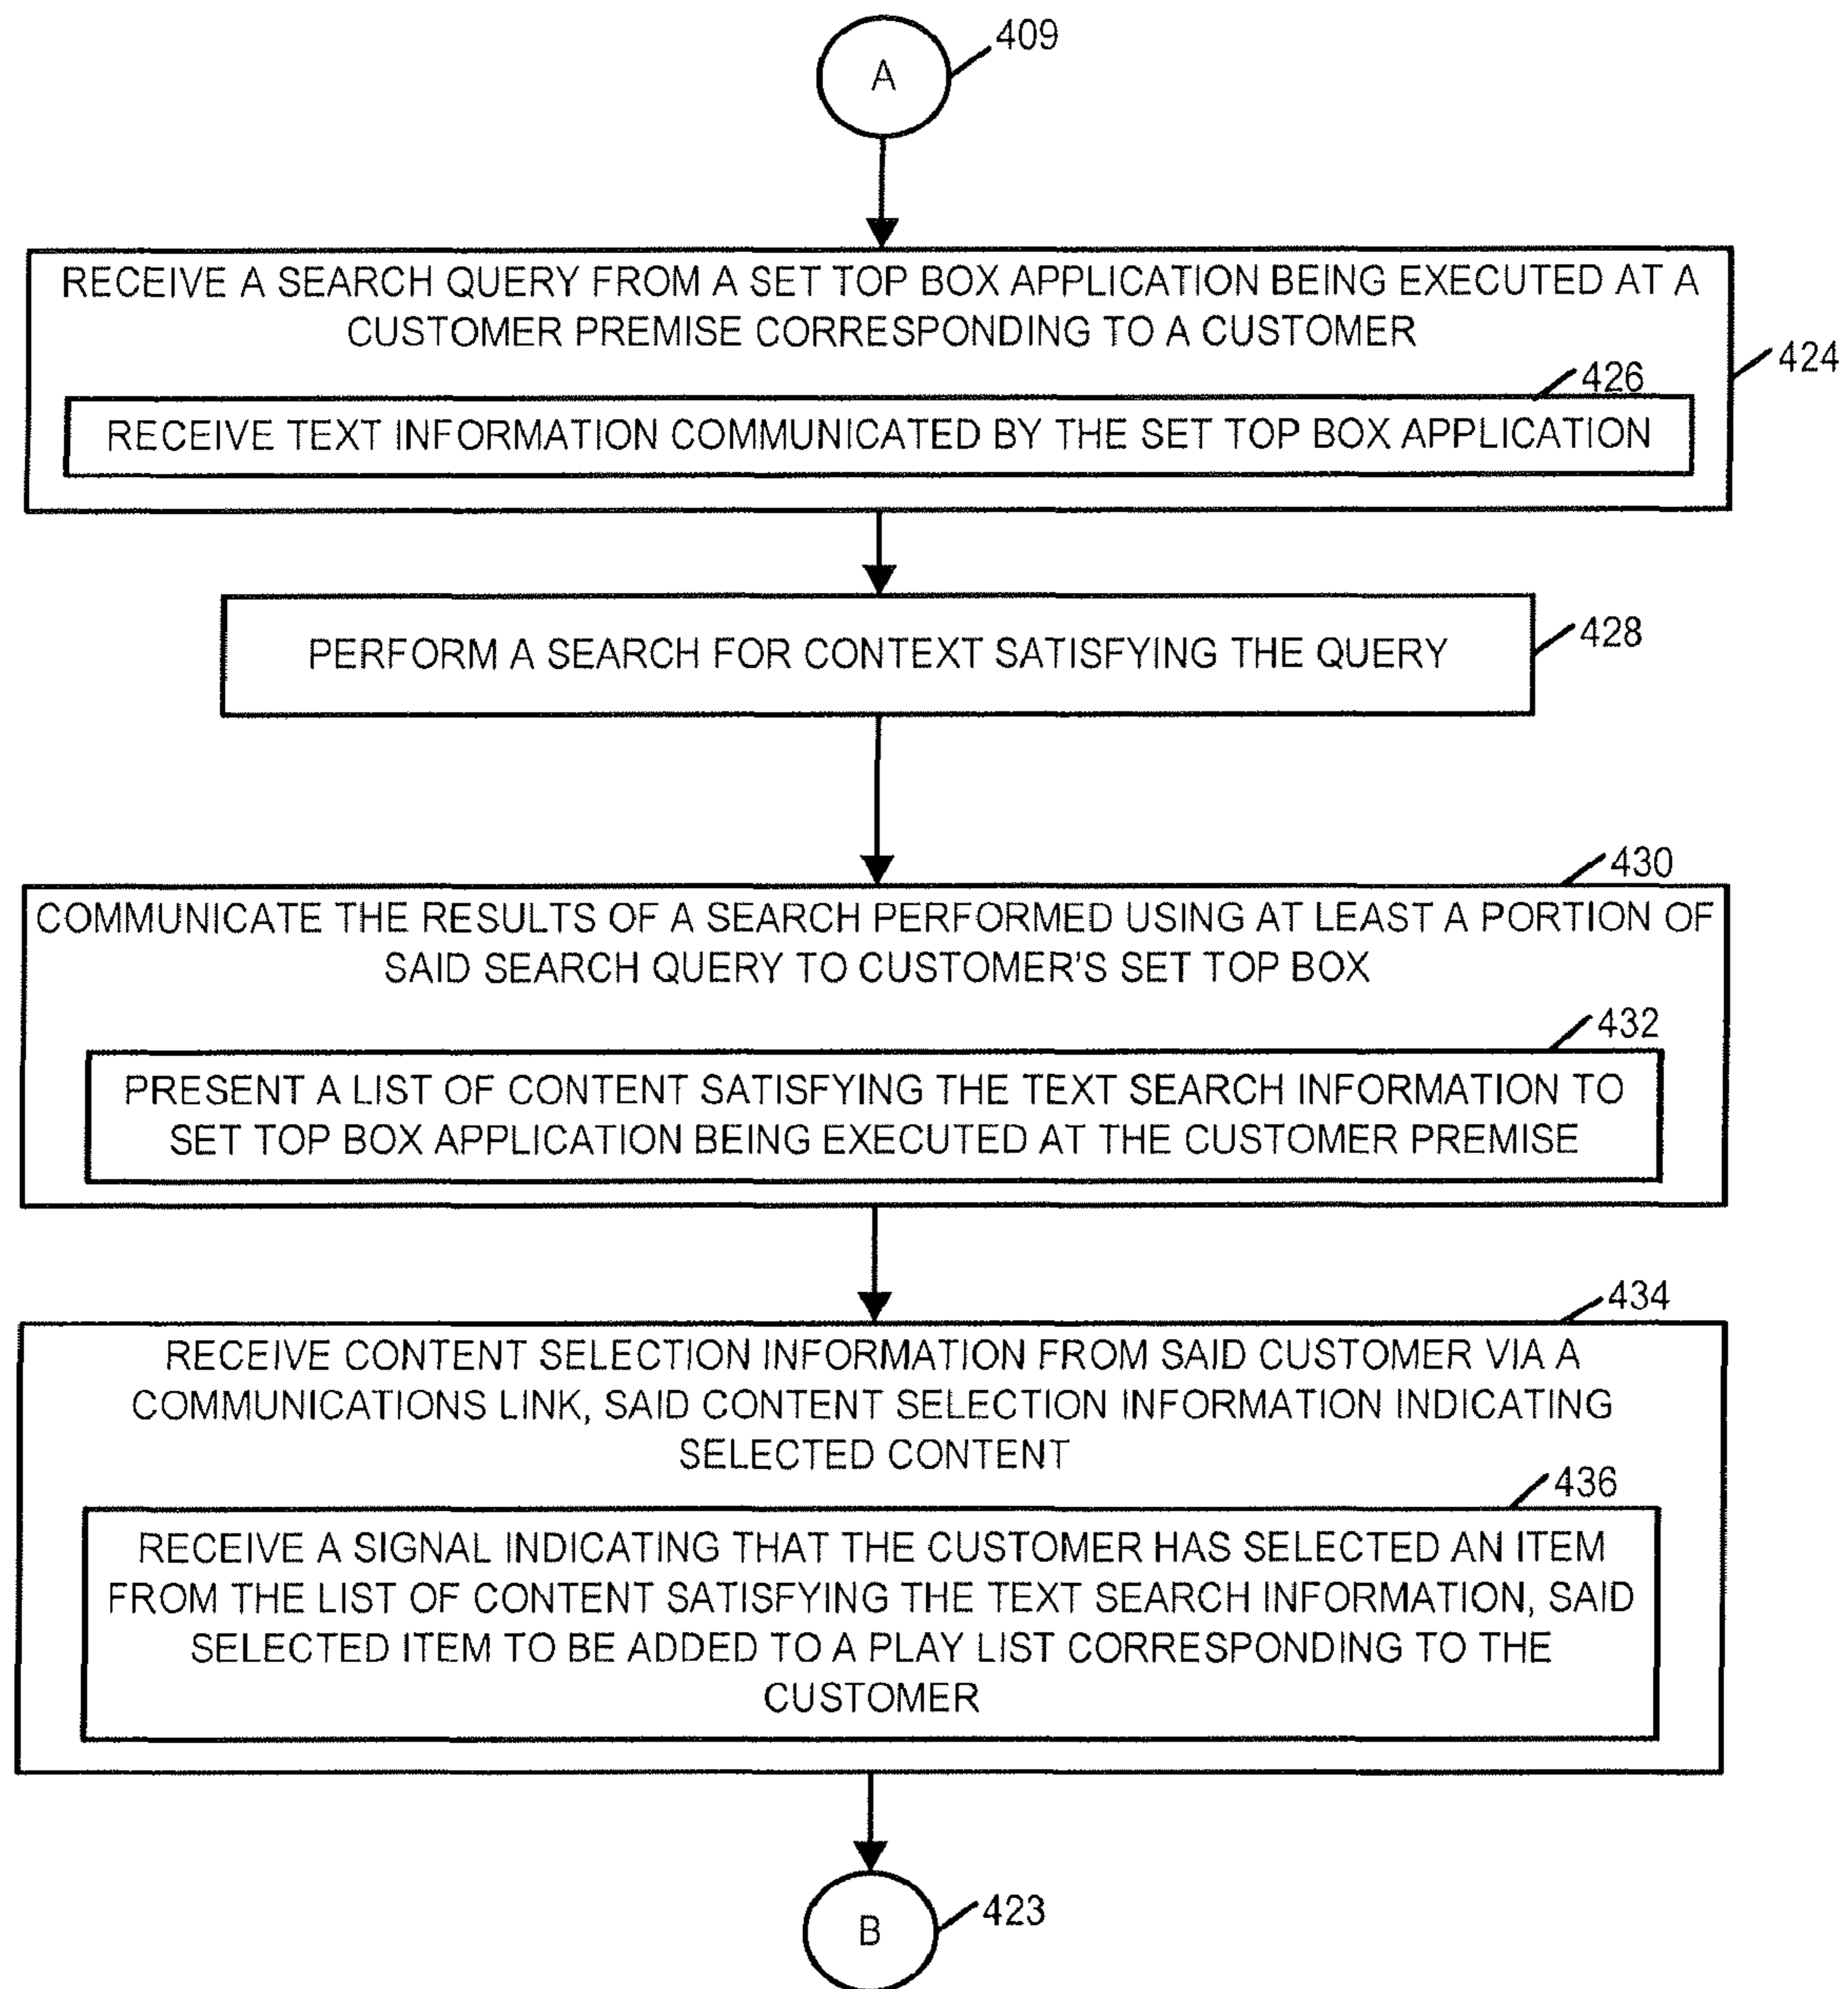 409
A
RECEIVE A SEARCH QUERY FROM A SET TOP BOX APPLICATION BEING EXECUTED AT A
CUSTOMER PREMISE CORRESPONDING TO A CUSTOMER
424
426
RECEIVE TEXT INFORMATION COMMUNICATED BY THE SET TOP BOX APPLICATION
428
PERFORM A SEARCH FOR CONTEXT SATISFYING THE QUERY
430
COMMUNICATE THE RESULTS OF A SEARCH PERFORMED USING AT LEAST A PORTION OF
SAID SEARCH QUERY TO CUSTOMER'S SET TOP BOX
432
PRESENT A LIST OF CONTENT SATISFYING THE TEXT SEARCH INFORMATION TO
SET TOP BOX APPLICATION BEING EXECUTED AT THE CUSTOMER PREMISE
434
RECEIVE CONTENT SELECTION INFORMATION FROM SAID CUSTOMER VIA A
COMMUNICATIONS LINK, SAID CONTENT SELECTION INFORMATION INDICATING
SELECTED CONTENT
436
RECEIVE A SIGNAL INDICATING THAT THE CUSTOMER HAS SELECTED AN ITEM
FROM THE LIST OF CONTENT SATISFYING THE TEXT SEARCH INFORMATION, SAID
SELECTED ITEM TO BE ADDED TO A PLAY LIST CORRESPONDING TO THE
CUSTOMER
423
B